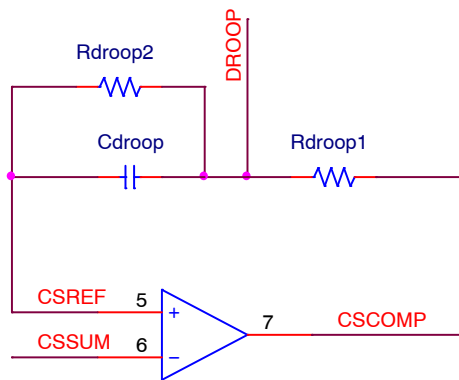 DROOP
Rdroop2
Cdroop
Rdroop1
CSREF
5
+
7
CSCOMP
CSSUM
6
−